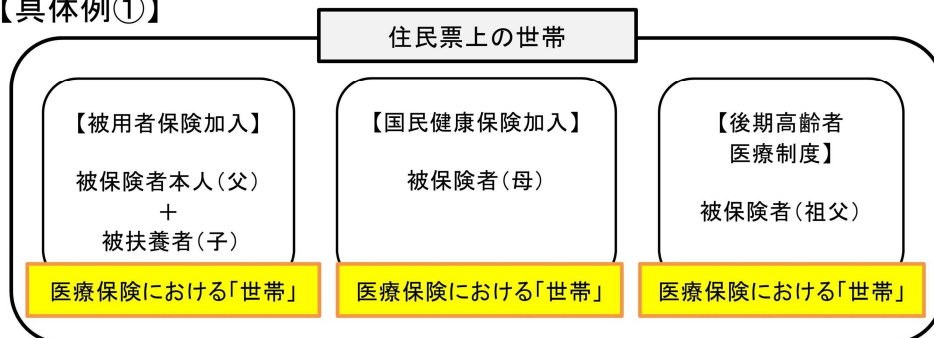 【具体例①】
住民票上の世帯
【被用者保険加入】
被保険者本人(父)
＋
被扶養者(子)
医療保険における「世帯」
【国民健康保険加入】
被保険者(母)
医療保険における「世帯」
【後期高齢者
医療制度】
被保険者(祖父)
医療保険における「世帯」